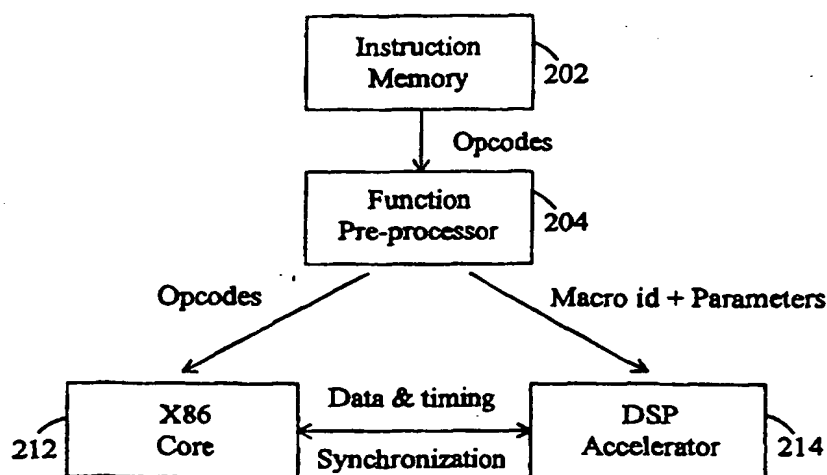 Instruction
Memory
202
Opcodes
Function
Pre-processor
204
Opcodes
Macro id + Parameters
X86
Core
212
Data & timing
Synchronization
DSP
Accelerator
214